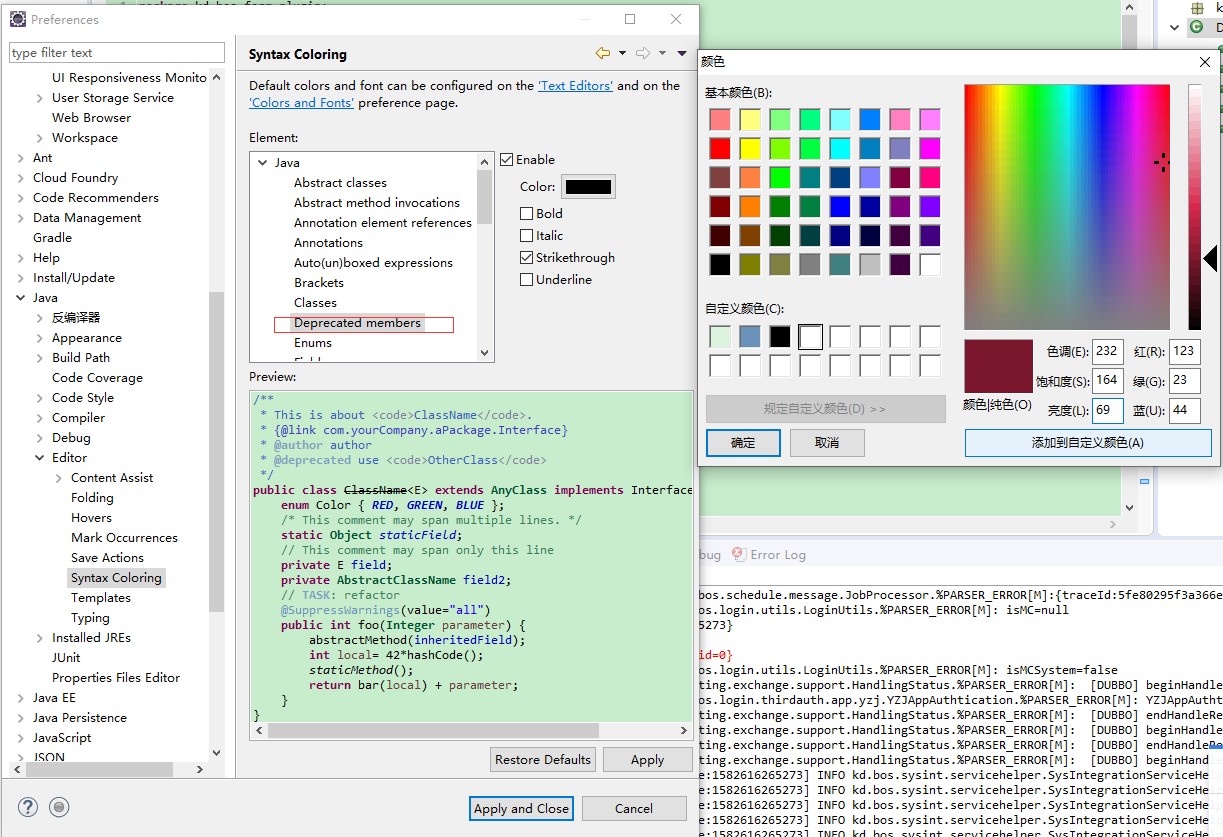 package kd.bos.form.plugin;
Preferences
type filter text
UI Responsiveness Monito
User Storage Service
Web Browser
Workspace
Ant
Cloud Foundry
Code Recommenders
Data Management
Gradle
Help
Install/Update
Java
反编译器
Appearance
Build Path
Code Coverage
Code Style
Compiler
Debug
Editor
Content Assist
Folding
Hovers
Mark Occurrences
Save Actions
Syntax Coloring
Templates
Typing
Installed JREs
JUnit
Properties Files Editor
Java EE
Java Persistence
JavaScript
JSON
Syntax Coloring
Default colors and font can be configured on the 'Text Editors' and on the
'Colors and Fonts' preference page.
Element:
Java
Abstract classes
Abstract method invocations
Annotation element references
Annotations
Auto(un)boxed expressions
Brackets
Classes
Deprecated members
Enums
Enable
Color:
Bold
Italic
Strikethrough
Underline
Preview:
/**
 * This is about <code>ClassName</code>.
 * {@link com.yourCompany.aPackage.Interface}
 * @author author
 * @deprecated use <code>OtherClass</code>
 */
public class ClassName<E> extends AnyClass implements Interface
    enum Color { RED, GREEN, BLUE };
    /* This comment may span multiple lines. */
    static Object staticField;
    // This comment may span only this line
    private E field;
    private AbstractClassName field2;
    // TASK: refactor
    @SuppressWarnings(value="all")
    public int foo(Integer parameter) {
        abstractMethod(inheritedField);
        int local= 42*hashCode();
        staticMethod();
        return bar(local) + parameter;
    }
}
Restore Defaults
Apply
Apply and Close
Cancel
颜色
基本颜色(B):
自定义颜色(C):
规定自定义颜色(D) >>
确定
取消
颜色|纯色(O)
色调(E): 232
红(R): 123
饱和度(S): 164
绿(G): 23
亮度(L): 69
蓝(U): 44
添加到自定义颜色(A)
bug
Error Log
bos.schedule.message.JobProcessor.%PARSER_ERROR[M]:{traceId:5fe80295f3a366e
os.login.utils.LoginUtils.%PARSER_ERROR[M]: isMC=null
5273}
id=0}
os.login.utils.LoginUtils.%PARSER_ERROR[M]: isMCSystem=false
ting.exchange.support.HandlingStatus.%PARSER_ERROR[M]:  [DUBBO] beginHandle
os.login.thirdauth.app.yzj.YZJAppAuthtication.%PARSER_ERROR[M]: YZJAppAutht
ting.exchange.support.HandlingStatus.%PARSER_ERROR[M]:  [DUBBO] endHandleRe
ting.exchange.support.HandlingStatus.%PARSER_ERROR[M]:  [DUBBO] beginHandle
ting.exchange.support.HandlingStatus.%PARSER_ERROR[M]:  [DUBBO] endHandleRe
ting.exchange.support.HandlingStatus.%PARSER_ERROR[M]:  [DUBBO] beginHand
e:1582616265273] INFO kd.bos.sysint.servicehelper.SysIntegrationServiceHe
e:1582616265273] INFO kd.bos.sysint.servicehelper.SysIntegrationServiceHe
e:1582616265273] INFO kd.bos.sysint.servicehelper.SysIntegrationServiceHe
e:1582616265273] INFO kd.bos.sysint.servicehelper.SysIntegrationServiceHe
e:1582616265273] INFO kd.bos.sysint.servicehelper.SysIntegrationServiceHe